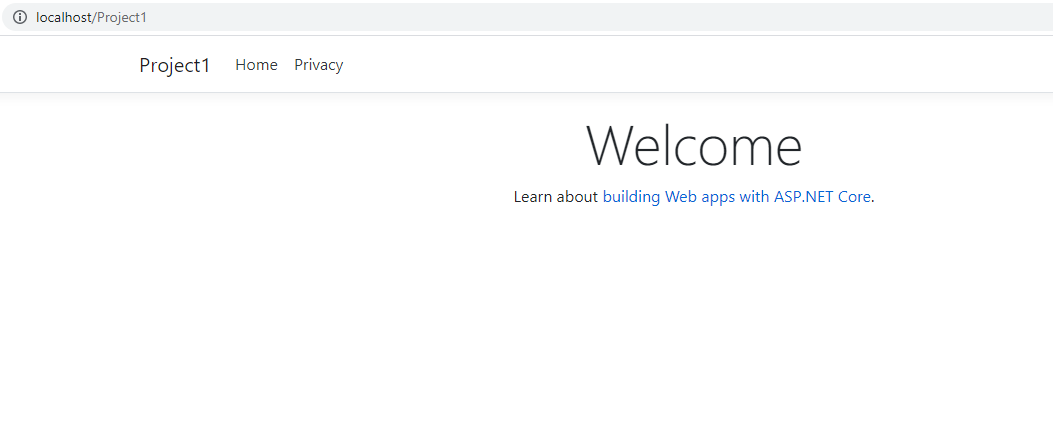 localhost/Project1
Project1 Home Privacy
Welcome
Learn about building Web apps with ASP.NET Core.